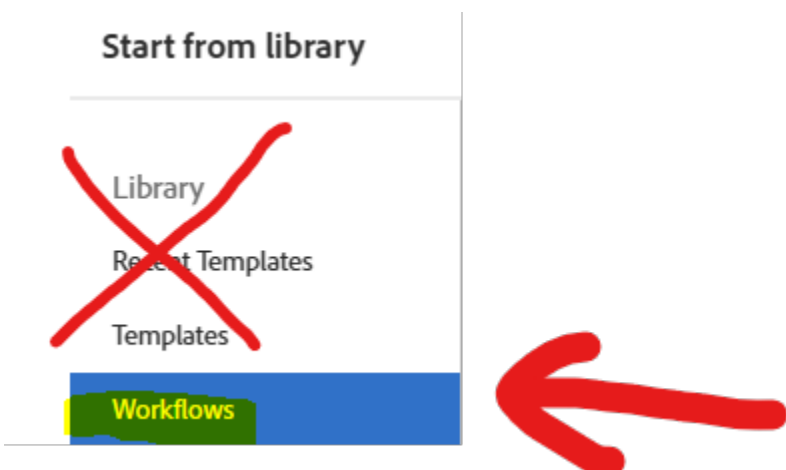 Start from library
Library
Recent Templates
Templates
Workflows